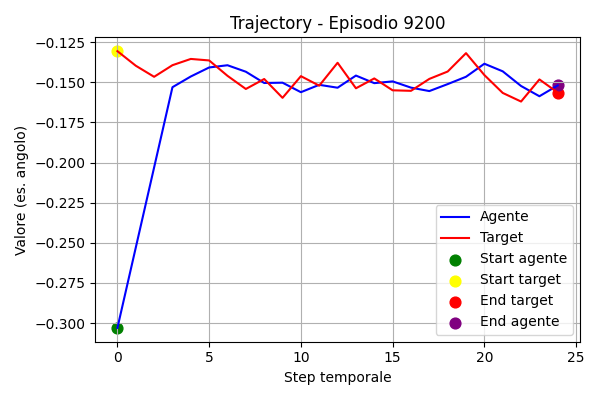 Trajectory - Episodio 9200
Valore (es. angolo)
−0.125
−0.150
−0.175
−0.200
−0.225
−0.250
−0.275
−0.300
Agente
Target
Start agente
Start target
End target
End agente
0
5
10
15
20
25
Step temporale